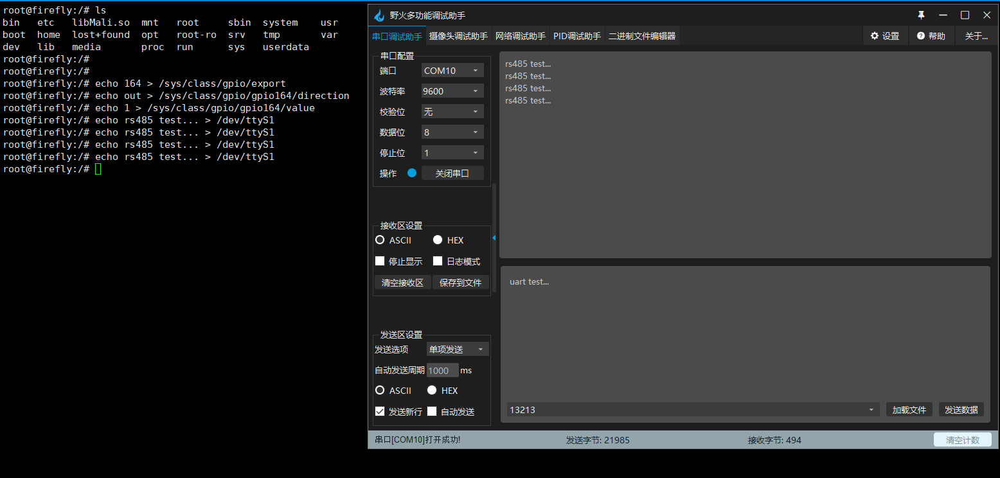 root@firefly:/# ls
bin   etc   libMali.so  mnt   root     sbin  system    usr
boot  home  lost+found  opt   root-ro  srv   tmp       var
dev   lib   media       proc  run      sys   userdata
root@firefly:/#
root@firefly:/#
root@firefly:/# echo 164 > /sys/class/gpio/export
root@firefly:/# echo out > /sys/class/gpio/gpio164/direction
root@firefly:/# echo 1 > /sys/class/gpio/gpio164/value
root@firefly:/# echo rs485 test... > /dev/ttyS1
root@firefly:/# echo rs485 test... > /dev/ttyS1
root@firefly:/# echo rs485 test... > /dev/ttyS1
root@firefly:/# echo rs485 test... > /dev/ttyS1
root@firefly:/#
野火多功能调试助手
串口调试助手 摄像头调试助手 网络调试助手 PID调试助手 二进制文件编辑器 设置 帮助 关于...
串口配置
端口 COM10
波特率 9600
校验位 无
数据位 8
停止位 1
操作 关闭串口
接收区设置
ASCII HEX
停止显示 日志模式
清空接收区 保存到文件
发送区设置
发送选项 单项发送
自动发送周期 1000 ms
ASCII HEX
发送新行 自动发送
rs485 test...
rs485 test...
rs485 test...
rs485 test...
uart test...
13213 加载文件 发送数据
串口[COM10]打开成功! 发送字节: 21985 接收字节: 494 清空计数